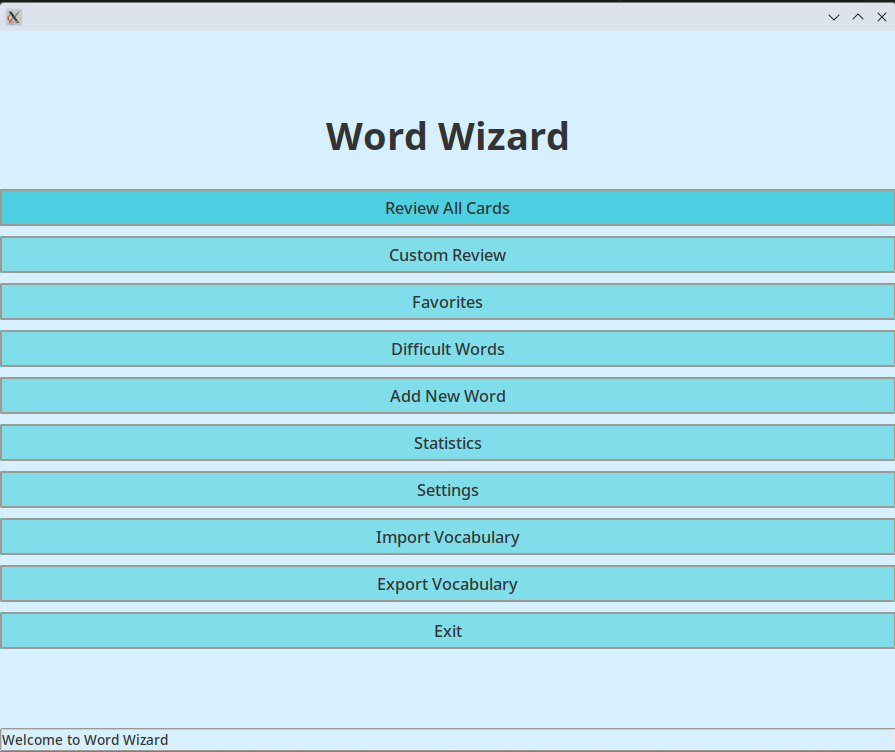 Word Wizard
Review All Cards
Custom Review
Favorites
Difficult Words
Add New Word
Statistics
Settings
Import Vocabulary
Export Vocabulary
Exit
Welcome to Word Wizard